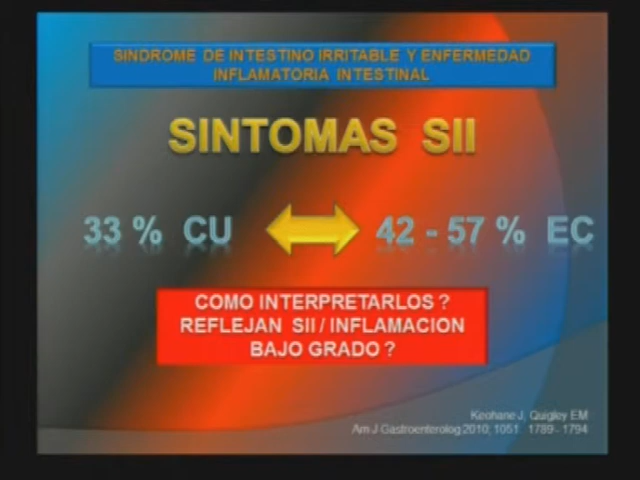 SINDROME DE INTESTINO IRRITABLE Y ENFERMEDAD
INFLAMATORIA INTESTINAL
SINTOMAS SII
33 % CU
42 - 57 % EC
COMO INTERPRETARLOS ?
REFLEJAN SII / INFLAMACION
BAJO GRADO ?
Keohane J, Quigley EM
Am J Gastroenterolog 2010; 1051 1789 - 1794